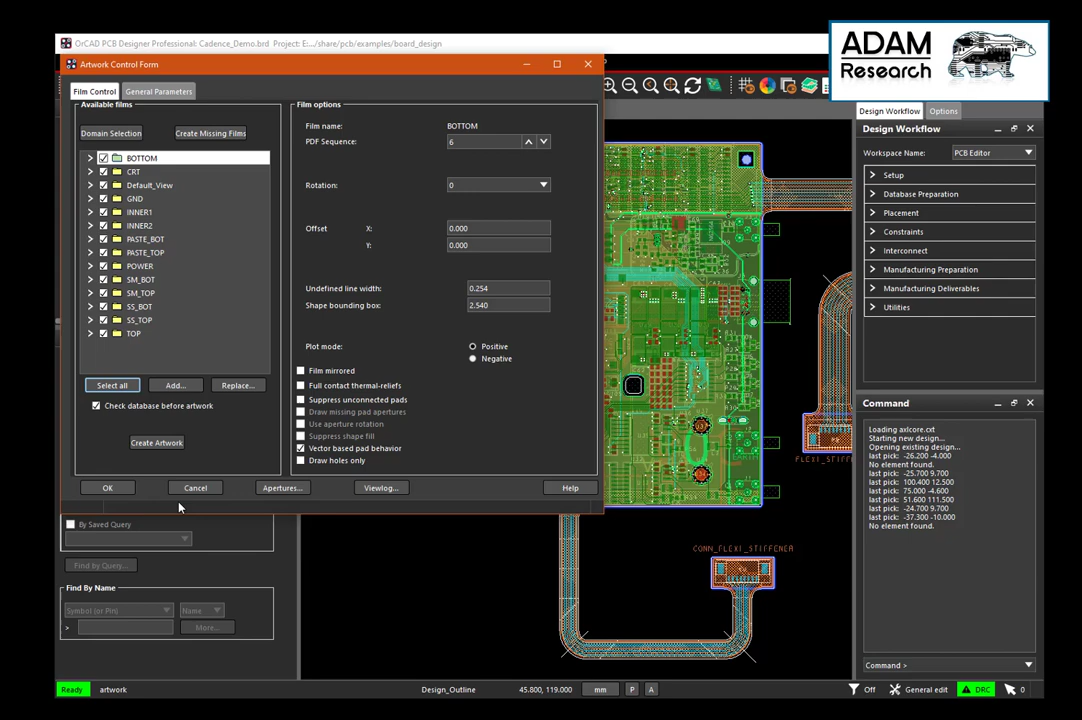 OrCAD PCB Designer Professional: Cadence_Demo.brd Project: E:.../share/pcb/examples/board_design
ADAM
Research
Artwork Control Form
Film Control
General Parameters
Available films
Domain Selection
Create Missing Films
BOTTOM
CRT
Default_View
GND
INNER1
INNER2
PASTE_BOT
PASTE_TOP
POWER
SM_BOT
SM_TOP
SS_BOT
SS_TOP
TOP
Select all
Add...
Replace...
Check database before artwork
Create Artwork
Film options
Film name: BOTTOM
PDF Sequence: 6
Rotation: 0
Offset X: 0.000
Y: 0.000
Undefined line width: 0.254
Shape bounding box: 2.540
Plot mode: Positive
Negative
Film mirrored
Full contact thermal-reliefs
Suppress unconnected pads
Draw missing pad apertures
Use aperture rotation
Suppress shape fill
Vector based pad behavior
Draw holes only
OK
Cancel
Apertures...
Viewlog...
Help
By Saved Query
Find by Query...
Find By Name
Symbol (or Pin)
Name
>
More...
CONN_FLEXI_STIFFENER
Design Workflow
Options
Design Workflow
Workspace Name: PCB Editor
Setup
Database Preparation
Placement
Constraints
Interconnect
Manufacturing Preparation
Manufacturing Deliverables
Utilities
Command
Loading axlcore.cxt
Starting new design...
Opening existing design...
last pick: -26.200 -4.000
No element found.
last pick: -25.700 9.700
last pick: 100.400 12.500
last pick: 75.000 -4.600
last pick: 51.600 111.500
last pick: -24.700 9.700
last pick: -37.300 -10.000
No element found.
Command >
Ready
artwork
Design_Outline
45.800, 119.000
mm
P
A
Off
General edit
DRC
0